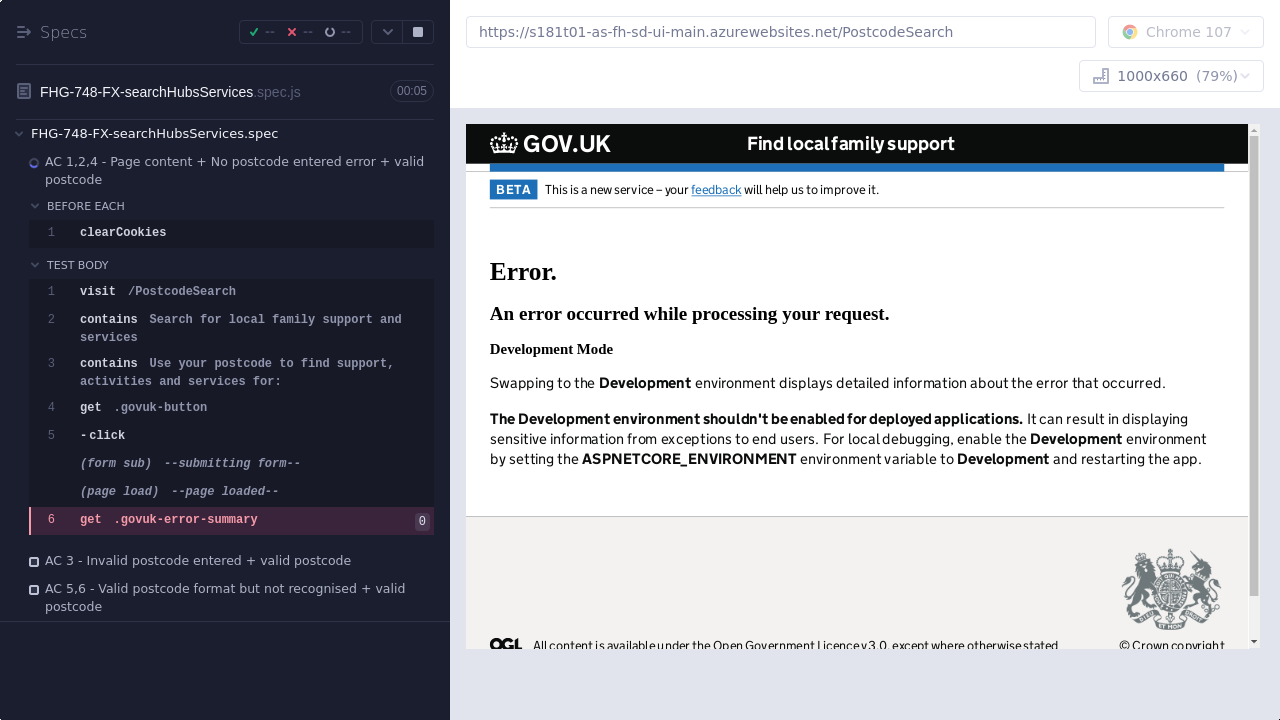 Specs
--
--
--
FHG-748-FX-searchHubsServices.spec.js
00:05
FHG-748-FX-searchHubsServices.spec
AC 1,2,4 - Page content + No postcode entered error + valid
postcode
BEFORE EACH
1 clearCookies
TEST BODY
1 visit /PostcodeSearch
2 contains Search for local family support and
services
3 contains Use your postcode to find support,
activities and services for:
4 get .govuk-button
5 -click
(form sub) --submitting form--
(page load) --page loaded--
6 get .govuk-error-summary 0
AC 3 - Invalid postcode entered + valid postcode
AC 5,6 - Valid postcode format but not recognised + valid
postcode
https://s181t01-as-fh-sd-ui-main.azurewebsites.net/PostcodeSearch
Chrome 107
1000x660 (79%)
GOV.UK
Find local family support
BETA This is a new service – your feedback will help us to improve it.
Error.
An error occurred while processing your request.
Development Mode
Swapping to the Development environment displays detailed information about the error that occurred.
The Development environment shouldn't be enabled for deployed applications. It can result in displaying
sensitive information from exceptions to end users. For local debugging, enable the Development environment
by setting the ASPNETCORE_ENVIRONMENT environment variable to Development and restarting the app.
OGL All content is available under the Open Government Licence v3.0, except where otherwise stated
© Crown copyright